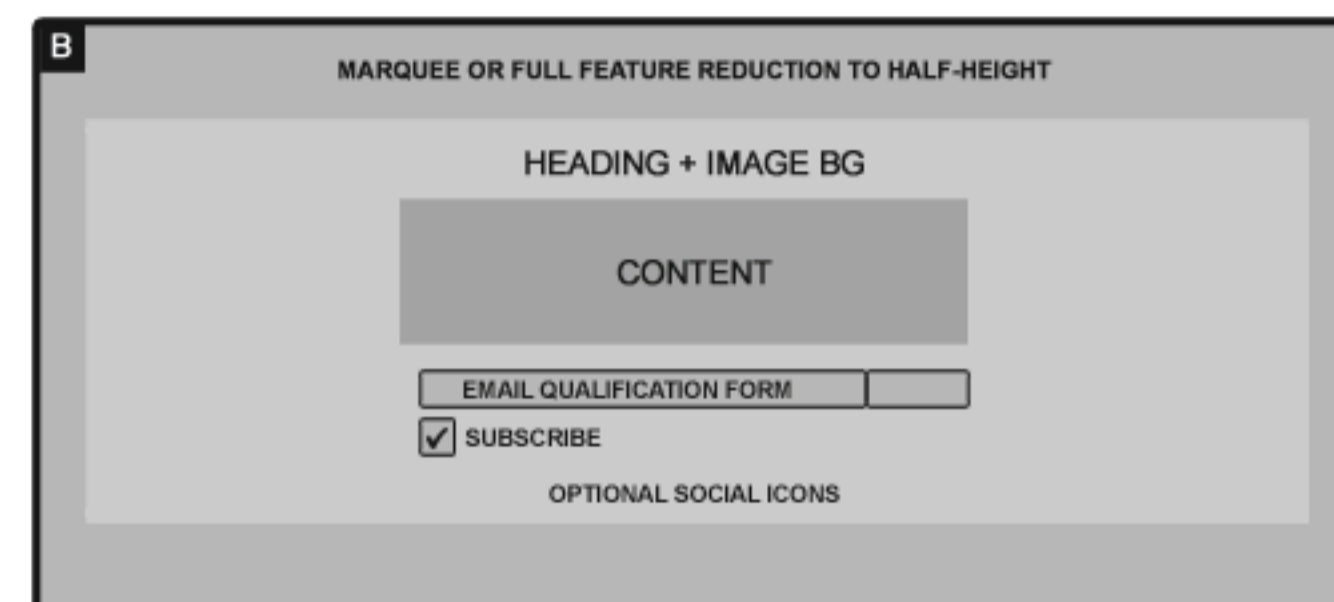 B
MARQUEE OR FULL FEATURE REDUCTION TO HALF-HEIGHT
HEADING + IMAGE BG
CONTENT
EMAIL QUALIFICATION FORM
SUBSCRIBE
OPTIONAL SOCIAL ICONS